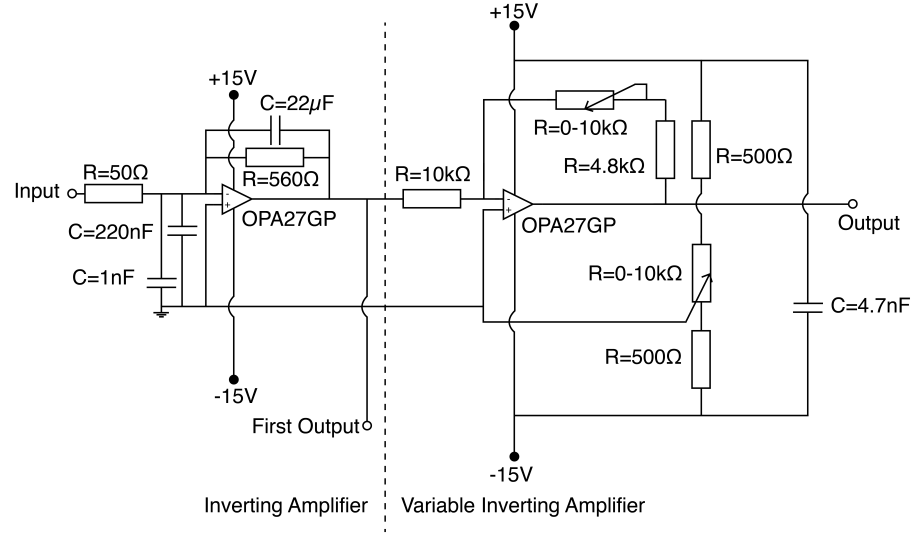 +15V
+15V
C=22µF
R=0-10kΩ
R=50Ω
R=560Ω
R=10kΩ
R=4.8kΩ
R=500Ω
Input
-
+
OPA27GP
-
+
OPA27GP
Output
C=220nF
C=1nF
R=0-10kΩ
C=4.7nF
R=500Ω
-15V
First Output
-15V
Inverting Amplifier
Variable Inverting Amplifier